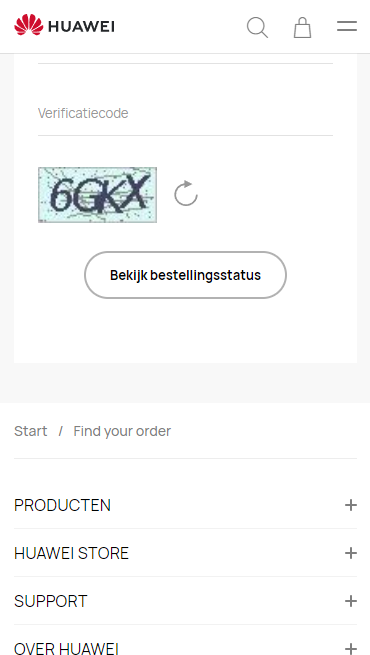 HUAWEI
Verificatiecode
6GKX
Bekijk bestellingsstatus
Start / Find your order
PRODUCTEN
HUAWEI STORE
SUPPORT
OVER HUAWEI